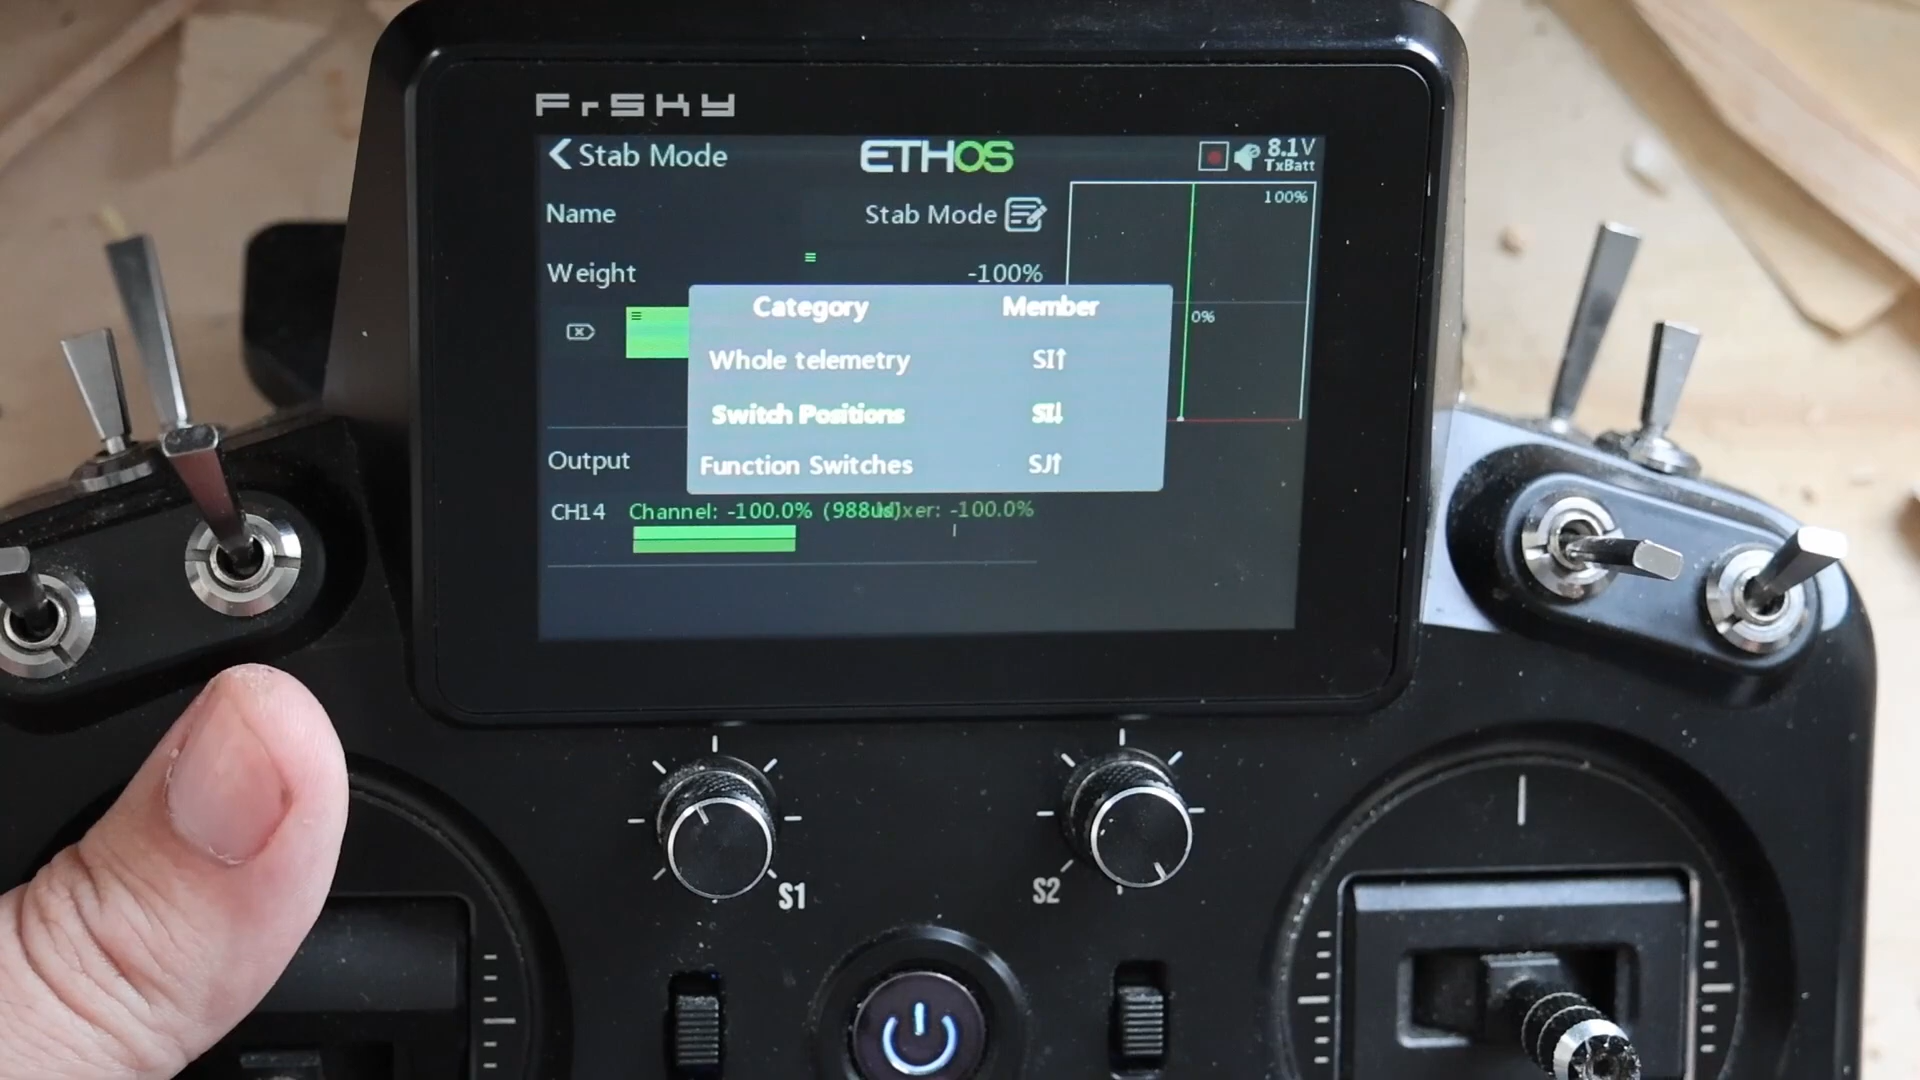 FrSKY
Stab Mode
ETHOS
8.1V
TxBatt
Name
Stab Mode
100%
Weight
-100%
Category
Member
0%
Whole telemetry
SI↑
Switch Positions
SI↓
Function Switches
SJ↑
Output
CH14
Channel: -100.0% (988us)
ixer: -100.0%
S1
S2